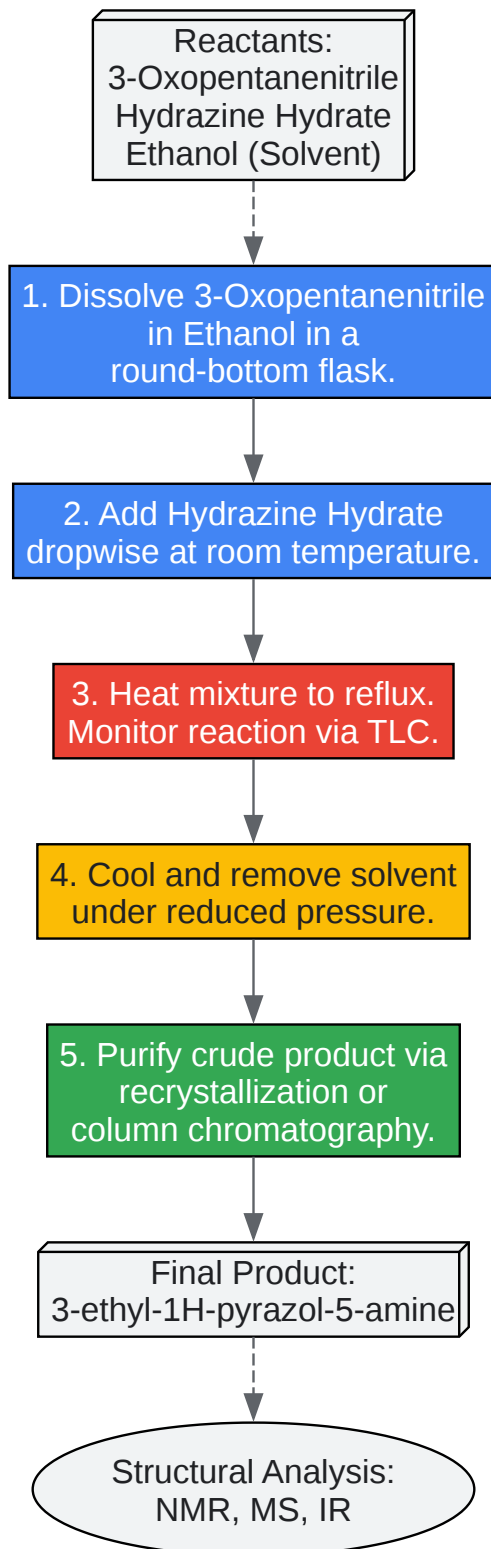 Reactants:
3-Oxopentanenitrile
Hydrazine Hydrate
Ethanol (Solvent)
1. Dissolve 3-Oxopentanenitrile
in Ethanol in a
round-bottom flask.
2. Add Hydrazine Hydrate
dropwise at room temperature.
3. Heat mixture to reflux.
Monitor reaction via TLC.
4. Cool and remove solvent
under reduced pressure.
5. Purify crude product via
recrystallization or
column chromatography.
Final Product:
3-ethyl-1H-pyrazol-5-amine
Structural Analysis:
NMR, MS, IR